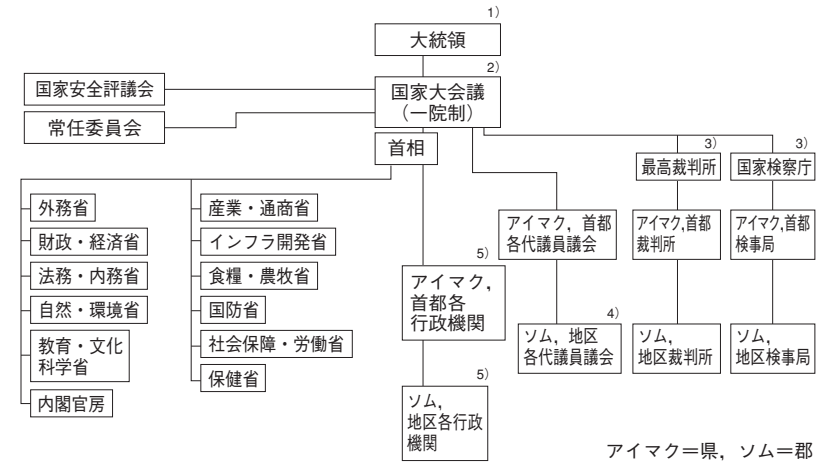 1）
大統領
2）
国家安全評議会
国家大会議
（一院制）
常任委員会
首相
3）
最高裁判所
3）
国家検察庁
外務省
財政・経済省
法務・内務省
自然・環境省
教育・文化
科学省
内閣官房
産業・通商省
インフラ開発省
食糧・農牧省
国防省
社会保障・労働省
保健省
5）
アイマク，
首都各
行政機関
5）
ソム，
地区各行政
機関
アイマク，首都
各代議員議会
4）
ソム，地区
各代議員議会
アイマク,首都
裁判所
ソム，
地区裁判所
アイマク,首都
検事局
ソム，
地区検事局
アイマク＝県，ソム＝郡